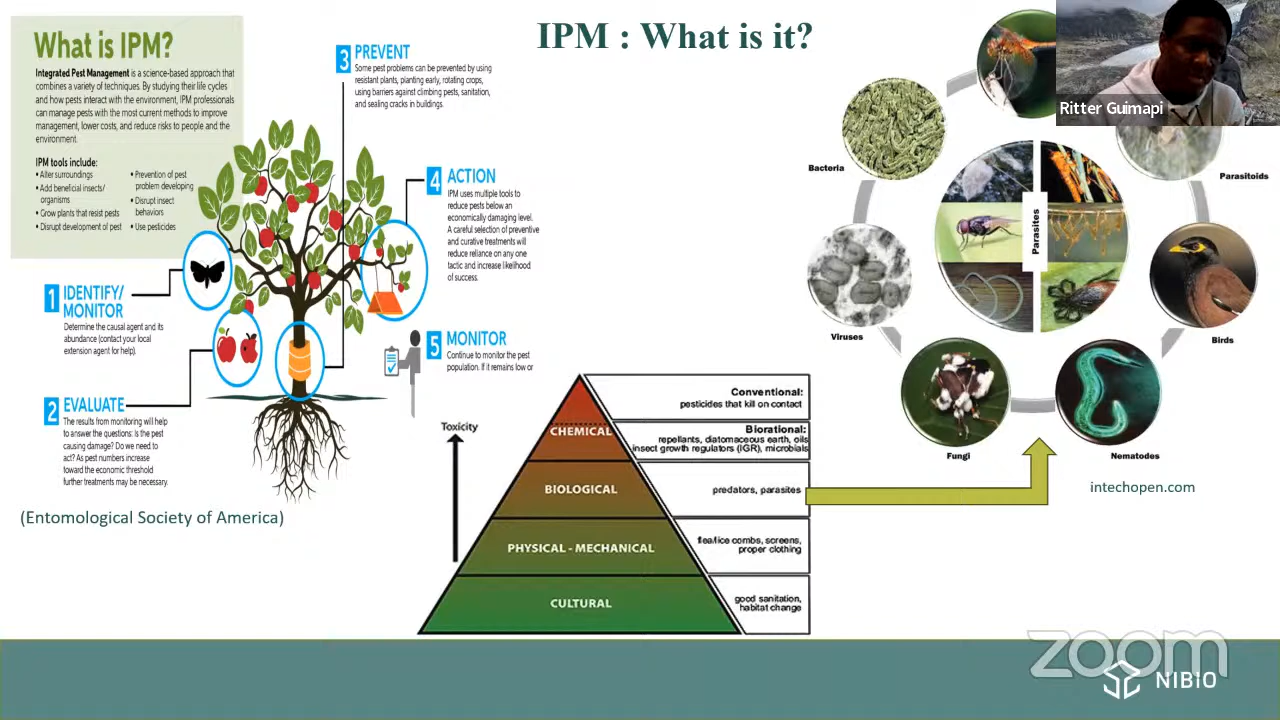 IPM : What is it?
What is IPM?
Integrated Pest Management is a science-based approach that
combines a variety of techniques. By studying their life cycles
and how pests interact with the environment, IPM professionals
can manage pests with the most current methods to improve
management, lower costs, and reduce risks to people and the
environment.
IPM tools include:
• Alter surroundings
• Add beneficial insects/
organisms
• Grow plants that resist pests
• Disrupt development of pest
• Prevention of pest
problem developing
• Disrupt insect
behaviors
• Use pesticides
1 IDENTIFY/
MONITOR
Determine the causal agent and its
abundance (contact your local
extension agent for help).
2 EVALUATE
The results from monitoring will help
to answer the questions: Is the pest
causing damage? Do we need to
act? As pest numbers increase
toward the economic threshold
further treatments may be necessary.
3 PREVENT
Some pest problems can be prevented by using
resistant plants, planting early, rotating crops,
using barriers against climbing pests, sanitation,
and sealing cracks in buildings.
4 ACTION
IPM uses multiple tools to
reduce pests below an
economically damaging level.
A careful selection of preventive
and curative treatments will
reduce reliance on any one
tactic and increase likelihood
of success.
5 MONITOR
Continue to monitor the pest
population. If it remains low or
(Entomological Society of America)
Toxicity
CHEMICAL
BIOLOGICAL
PHYSICAL - MECHANICAL
CULTURAL
Conventional:
pesticides that kill on contact
Biorational:
repellants, diatomaceous earth, oils
insect growth regulators (IGR), microbials
predators, parasites
flea/lice combs, screens,
proper clothing
good sanitation,
habitat change
Bacteria
Viruses
Fungi
Nematodes
Birds
Parasitoids
Parasites
intechopen.com
Ritter Guimapi
zoom
NIBIO